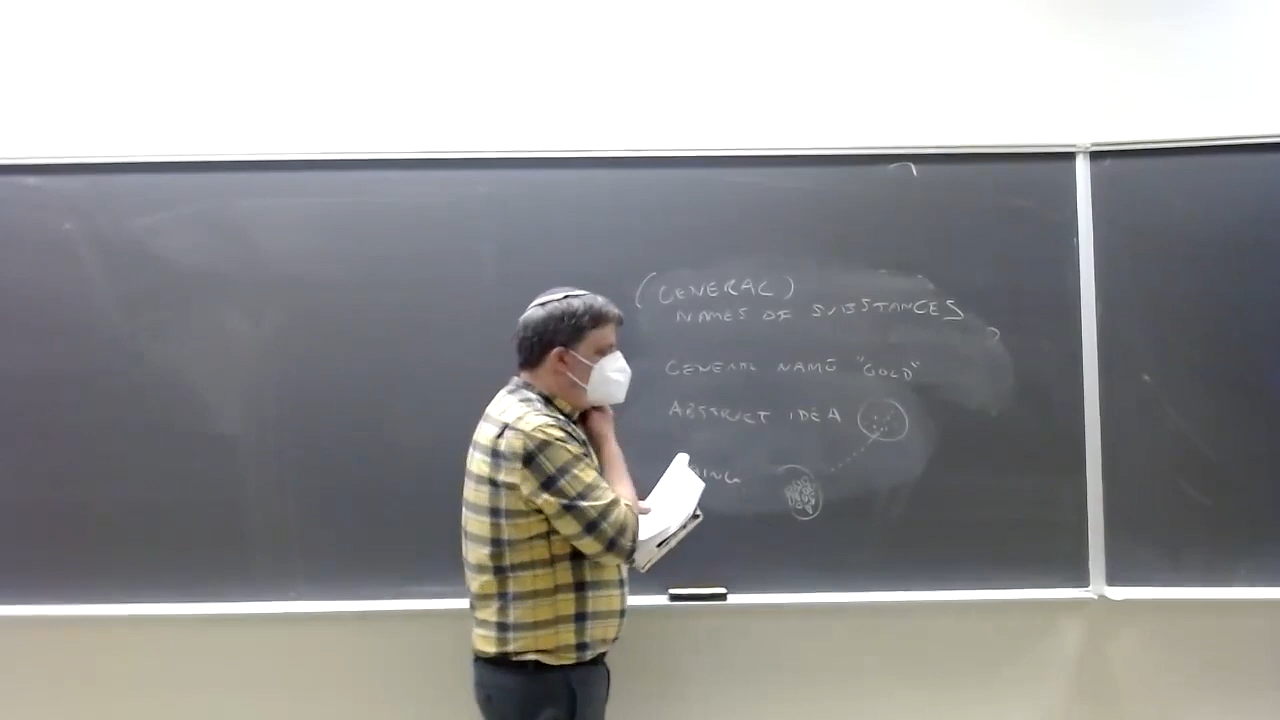 (GENERAL)
NAMES OF SUBSTANCES
GENERAL NAME "GOLD"
ABSTRACT IDEA